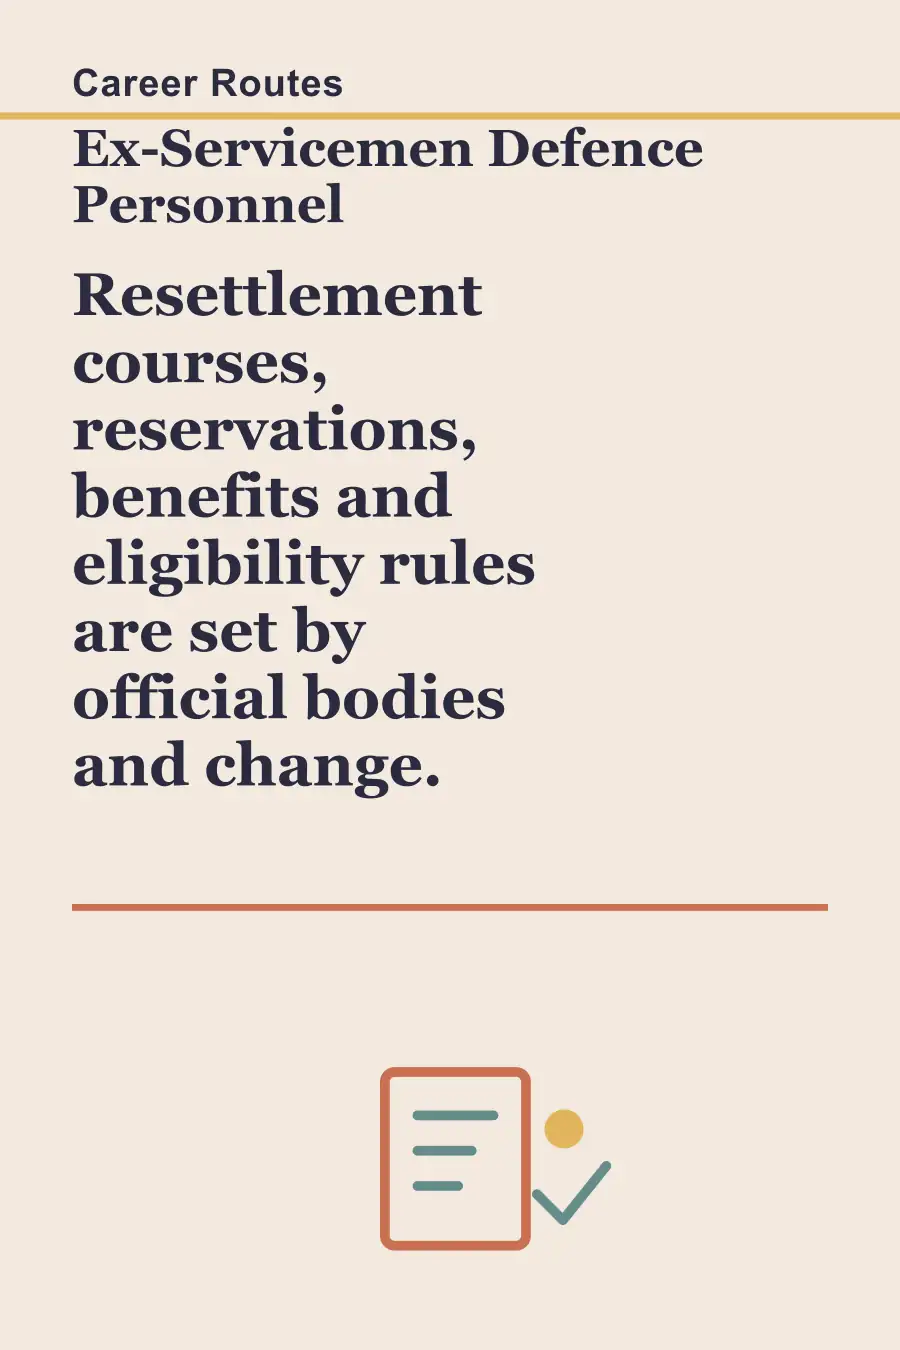 Career Routes
Ex-Servicemen Defence
Personnel
Resettlement
courses,
reservations,
benefits and
eligibility rules
are set by
official bodies
and change.